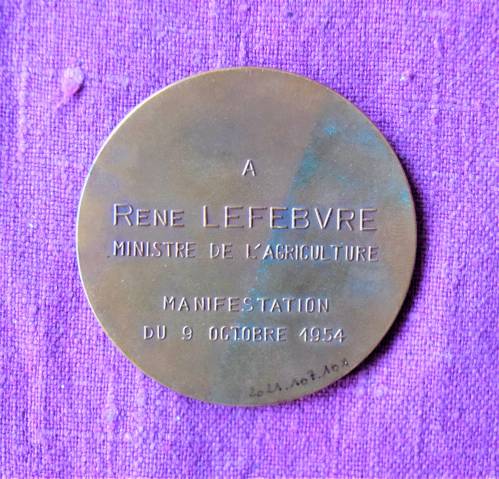 A
RENE LEFEBVRE
MINISTRE DE L'AGRICULTURE
MANIFESTATION
DU 9 OCTOBRE 1954